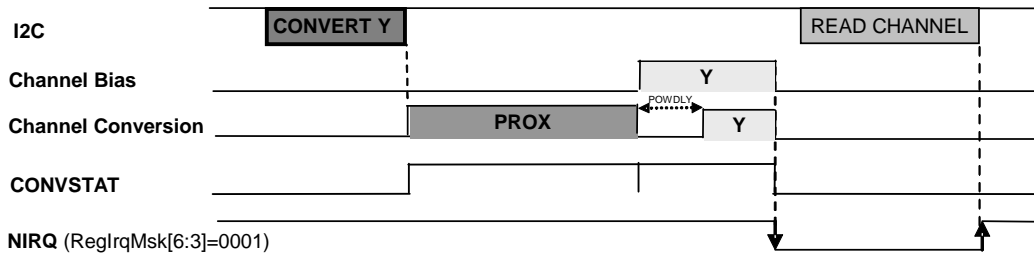 I2C CONVERT Y READ CHANNEL
Channel Bias Y
POWDLY
Channel Conversion PROX Y
CONVSTAT
NIRQ (RegIrqMsk[6:3]=0001)